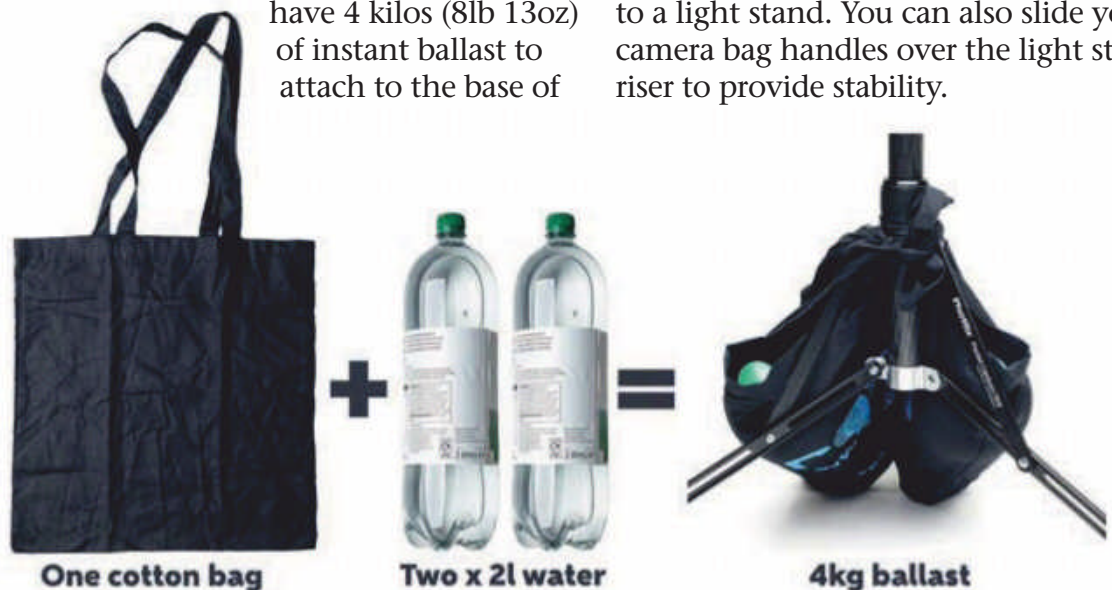 have 4 kilos (8lb 13oz)
of instant ballast to
attach to the base of
to a light stand. You can also slide yo
camera bag handles over the light st
riser to provide stability.
+
=
One cotton bag
Two x 2l water
4kg ballast